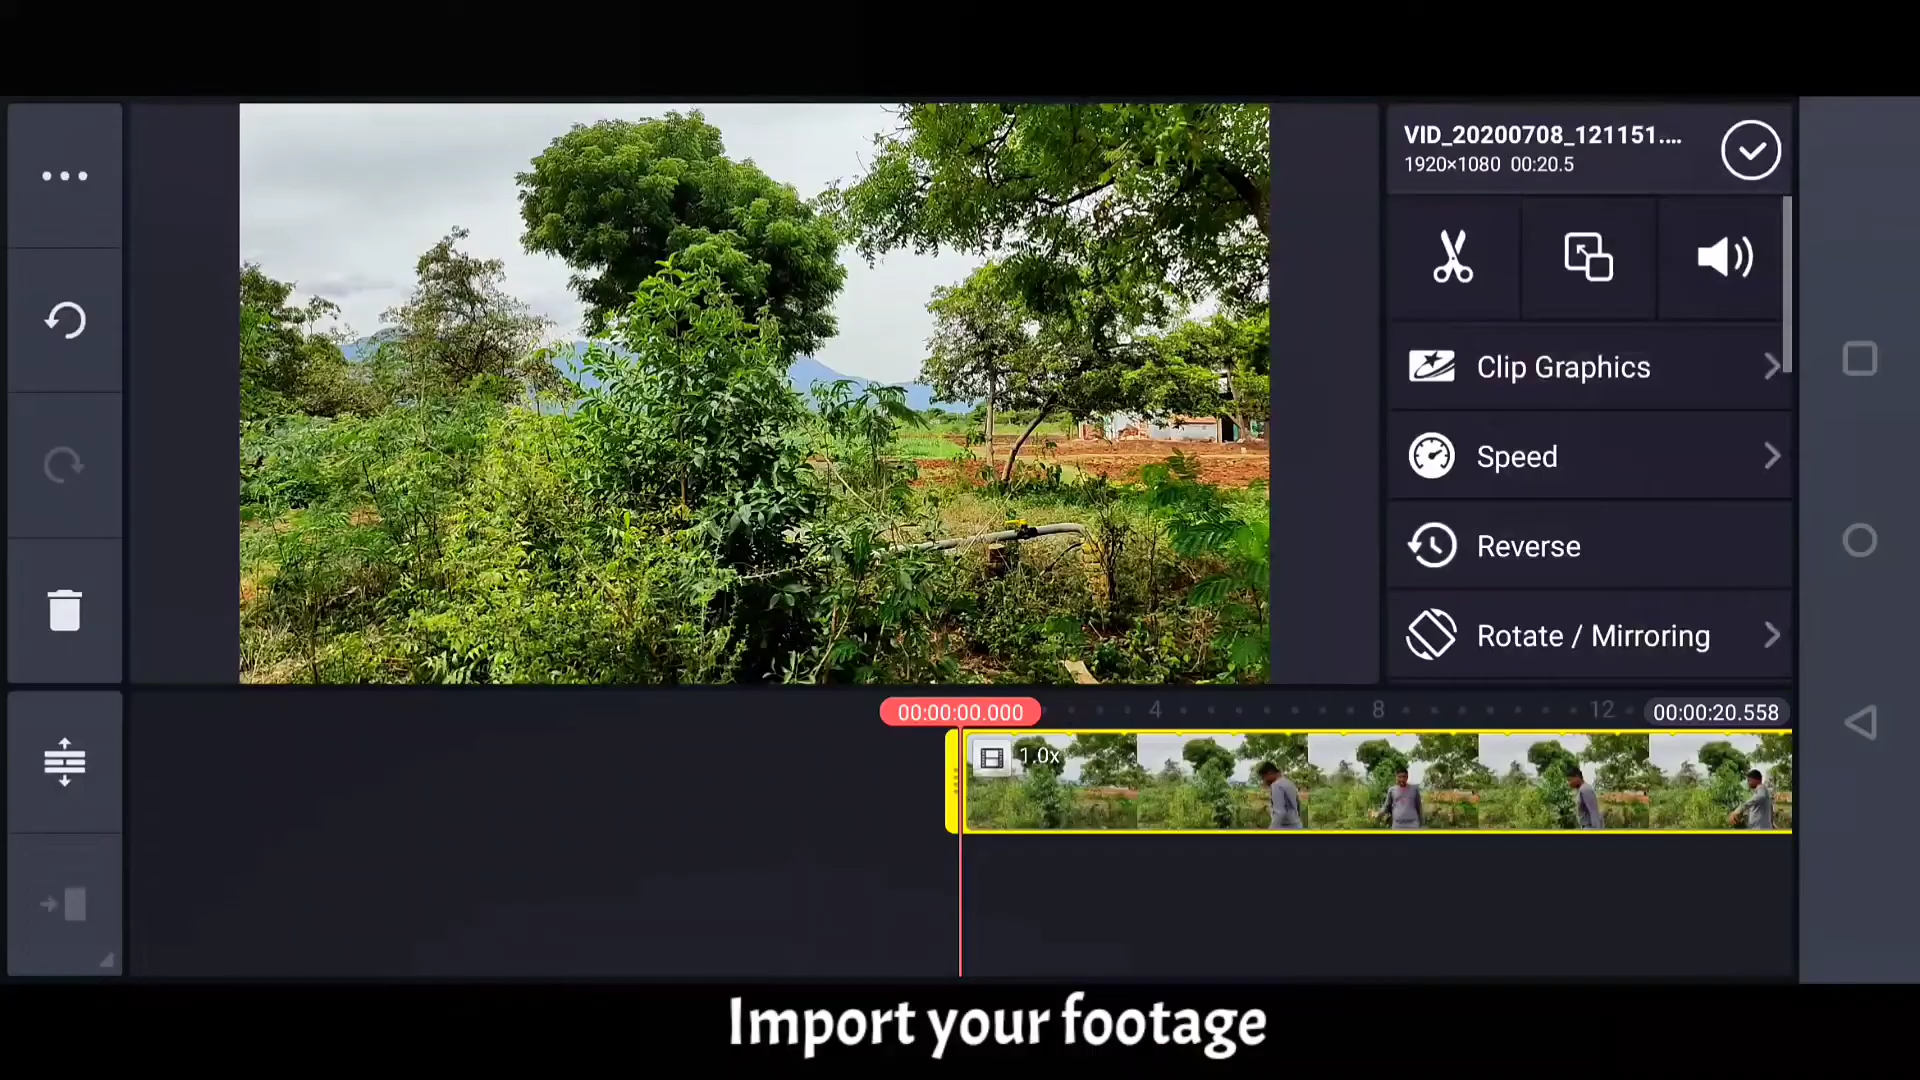 VID_20200708_121151....
1920×1080 00:20.5
Clip Graphics
Speed
Reverse
Rotate / Mirroring
00:00:00.000 4 8 12 00:00:20.558
1.0x
Import your footage